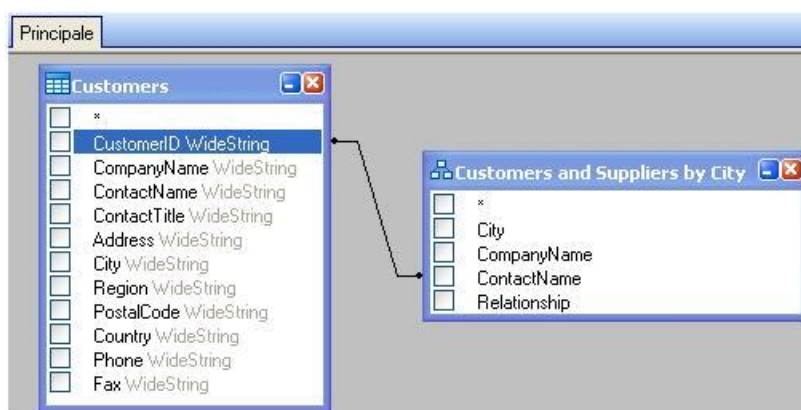 Principale
Customers
*
CustomerID WideString
CompanyName WideString
ContactName WideString
ContactTitle WideString
Address WideString
City WideString
Region WideString
PostalCode WideString
Country WideString
Phone WideString
Fax WideString
Customers and Suppliers by City
*
City
CompanyName
ContactName
Relationship